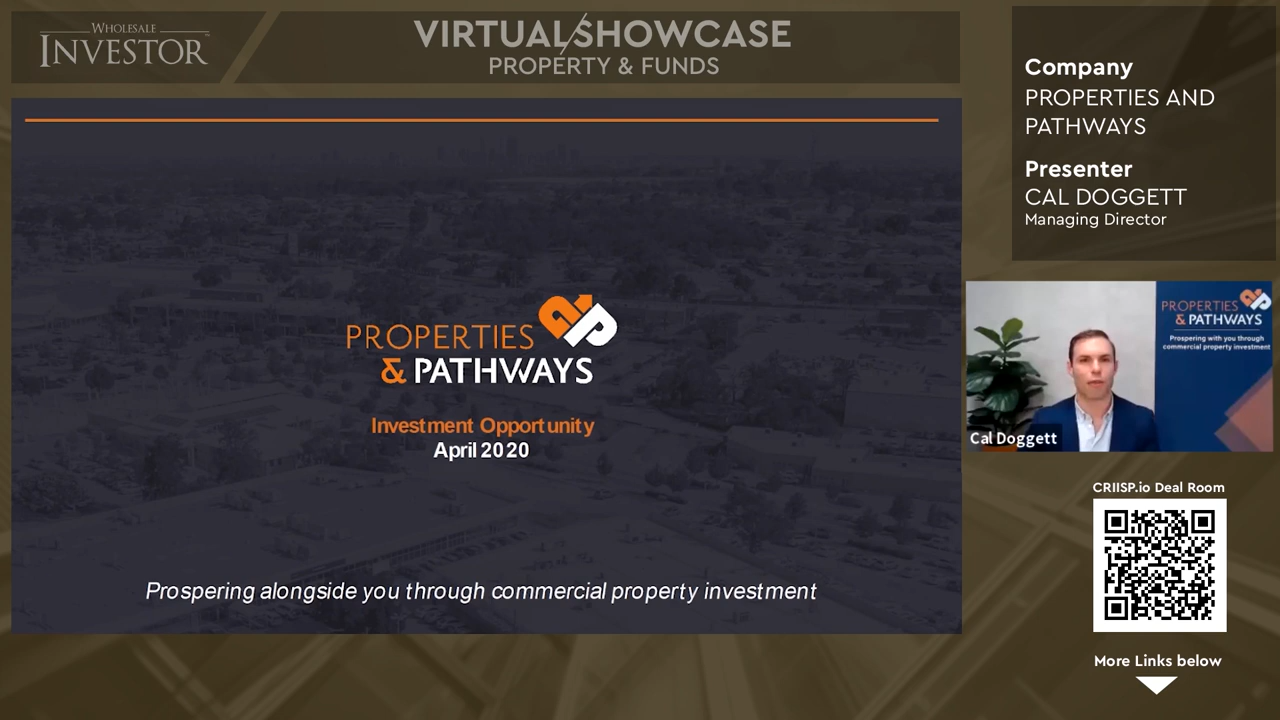 WHOLESALE
INVESTOR
VIRTUAL/SHOWCASE
PROPERTY & FUNDS
PROPERTIES
& PATHWAYS
Investment Opportunity
April 2020
Prospering alongside you through commercial property investment
Company
PROPERTIES AND
PATHWAYS
Presenter
CAL DOGGETT
Managing Director
PROPERTIES
& PATHWAYS
Prospering with you through
commercial property investment
Cal Doggett
CRIISP.io Deal Room
More Links below